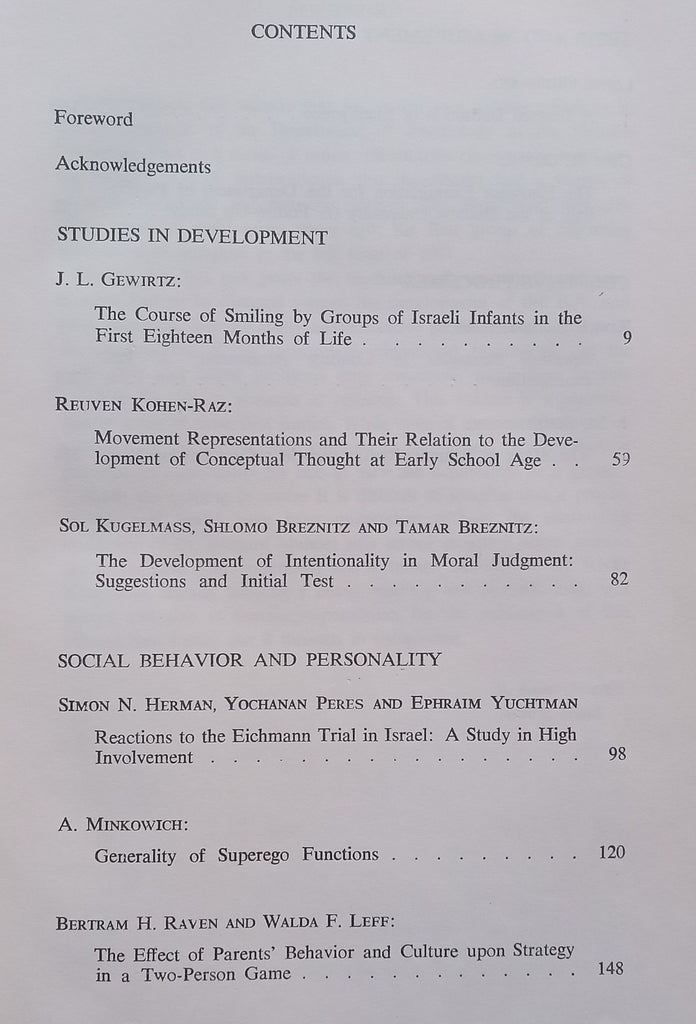 CONTENTS
Foreword
Acknowledgements
STUDIES IN DEVELOPMENT
J. L. GEWIRTZ:
The Course of Smiling by Groups of Israeli Infants in the
First Eighteen Months of Life . . . . . . . . . . 9
REUVEN KOHEN-RAZ:
Movement Representations and Their Relation to the Deve-
lopment of Conceptual Thought at Early School Age . . 59
SOL KUGELMASS, SHLOMO BREZNITZ AND TAMAR BREZNITZ:
The Development of Intentionality in Moral Judgment:
Suggestions and Initial Test . . . . . . . . . . . 82
SOCIAL BEHAVIOR AND PERSONALITY
SIMON N. HERMAN, YOCHANAN PERES AND EPHRAIM YUCHTMAN
Reactions to the Eichmann Trial in Israel: A Study in High
Involvement . . . . . . . . . . . . . . . . . 98
A. MINKOWICH:
Generality of Superego Functions . . . . . . . . . 120
BERTRAM H. RAVEN AND WALDA F. LEFF:
The Effect of Parents' Behavior and Culture upon Strategy
in a Two-Person Game . . . . . . . . . . . . . 148